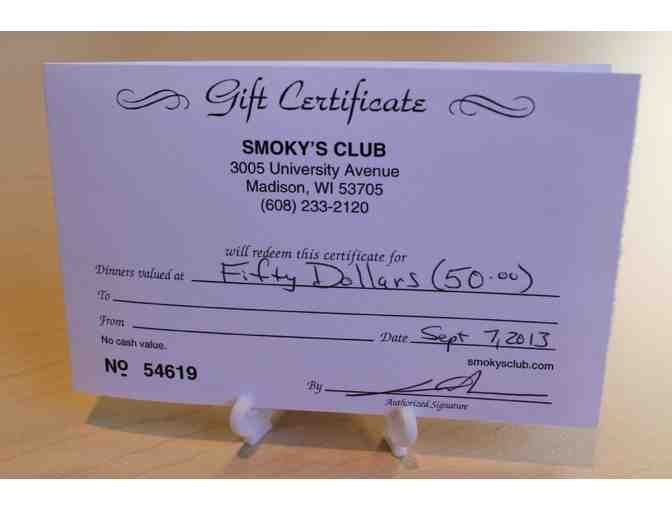 Gift Certificate
SMOKY'S CLUB
3005 University Avenue
Madison, WI 53705
(608) 233-2120
will redeem this certificate for
Dinners valued at Fifty Dollars (50.00)
To
From
Date Sept 7, 2013
No cash value.
smokysclub.com
Nº 54619
By
Authorized Signature